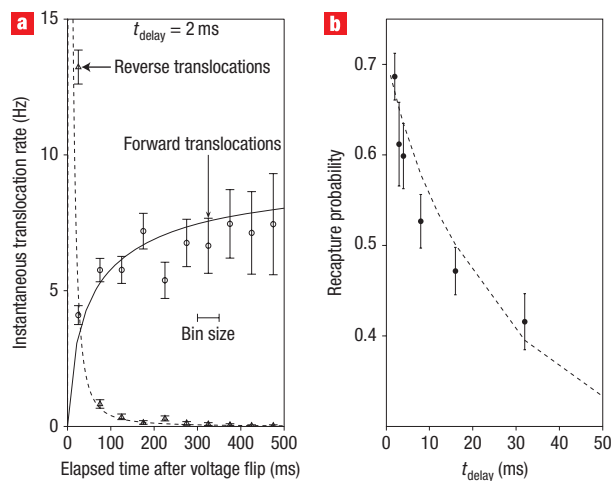 a
t_delay = 2 ms
Reverse translocations
Forward translocations
Bin size
Instantaneous translocation rate (Hz)
15
10
5
0
0 100 200 300 400 500
Elapsed time after voltage flip (ms)
b
Recapture probability
0.7
0.6
0.5
0.4
0 10 20 30 40 50
t_delay (ms)